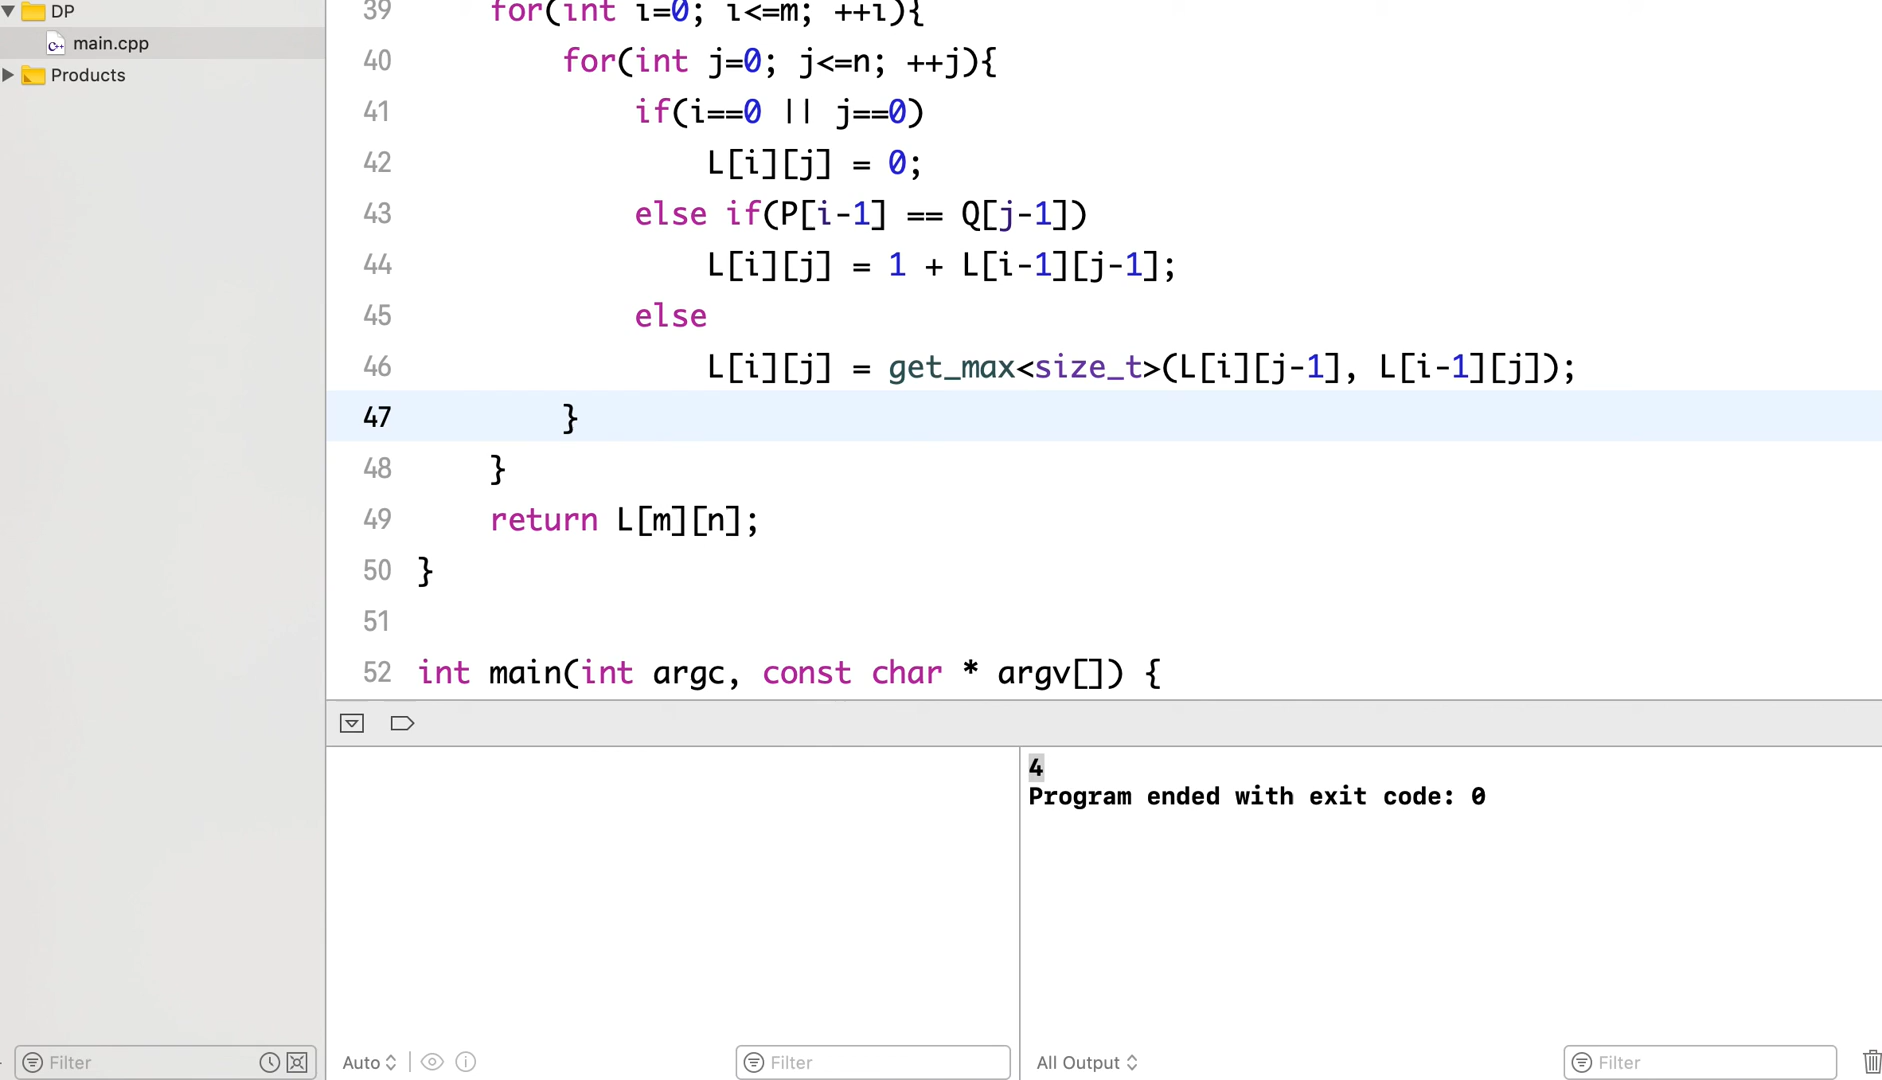 DP
main.cpp
Products
39 for(int i=0; i<=m; ++i){
40 for(int j=0; j<=n; ++j){
41 if(i==0 || j==0)
42 L[i][j] = 0;
43 else if(P[i-1] == Q[j-1])
44 L[i][j] = 1 + L[i-1][j-1];
45 else
46 L[i][j] = get_max<size_t>(L[i][j-1], L[i-1][j]);
47 }
48 }
49 return L[m][n];
50 }
51
52 int main(int argc, const char * argv[]) {
4
Program ended with exit code: 0
Filter
Auto
Filter
All Output
Filter